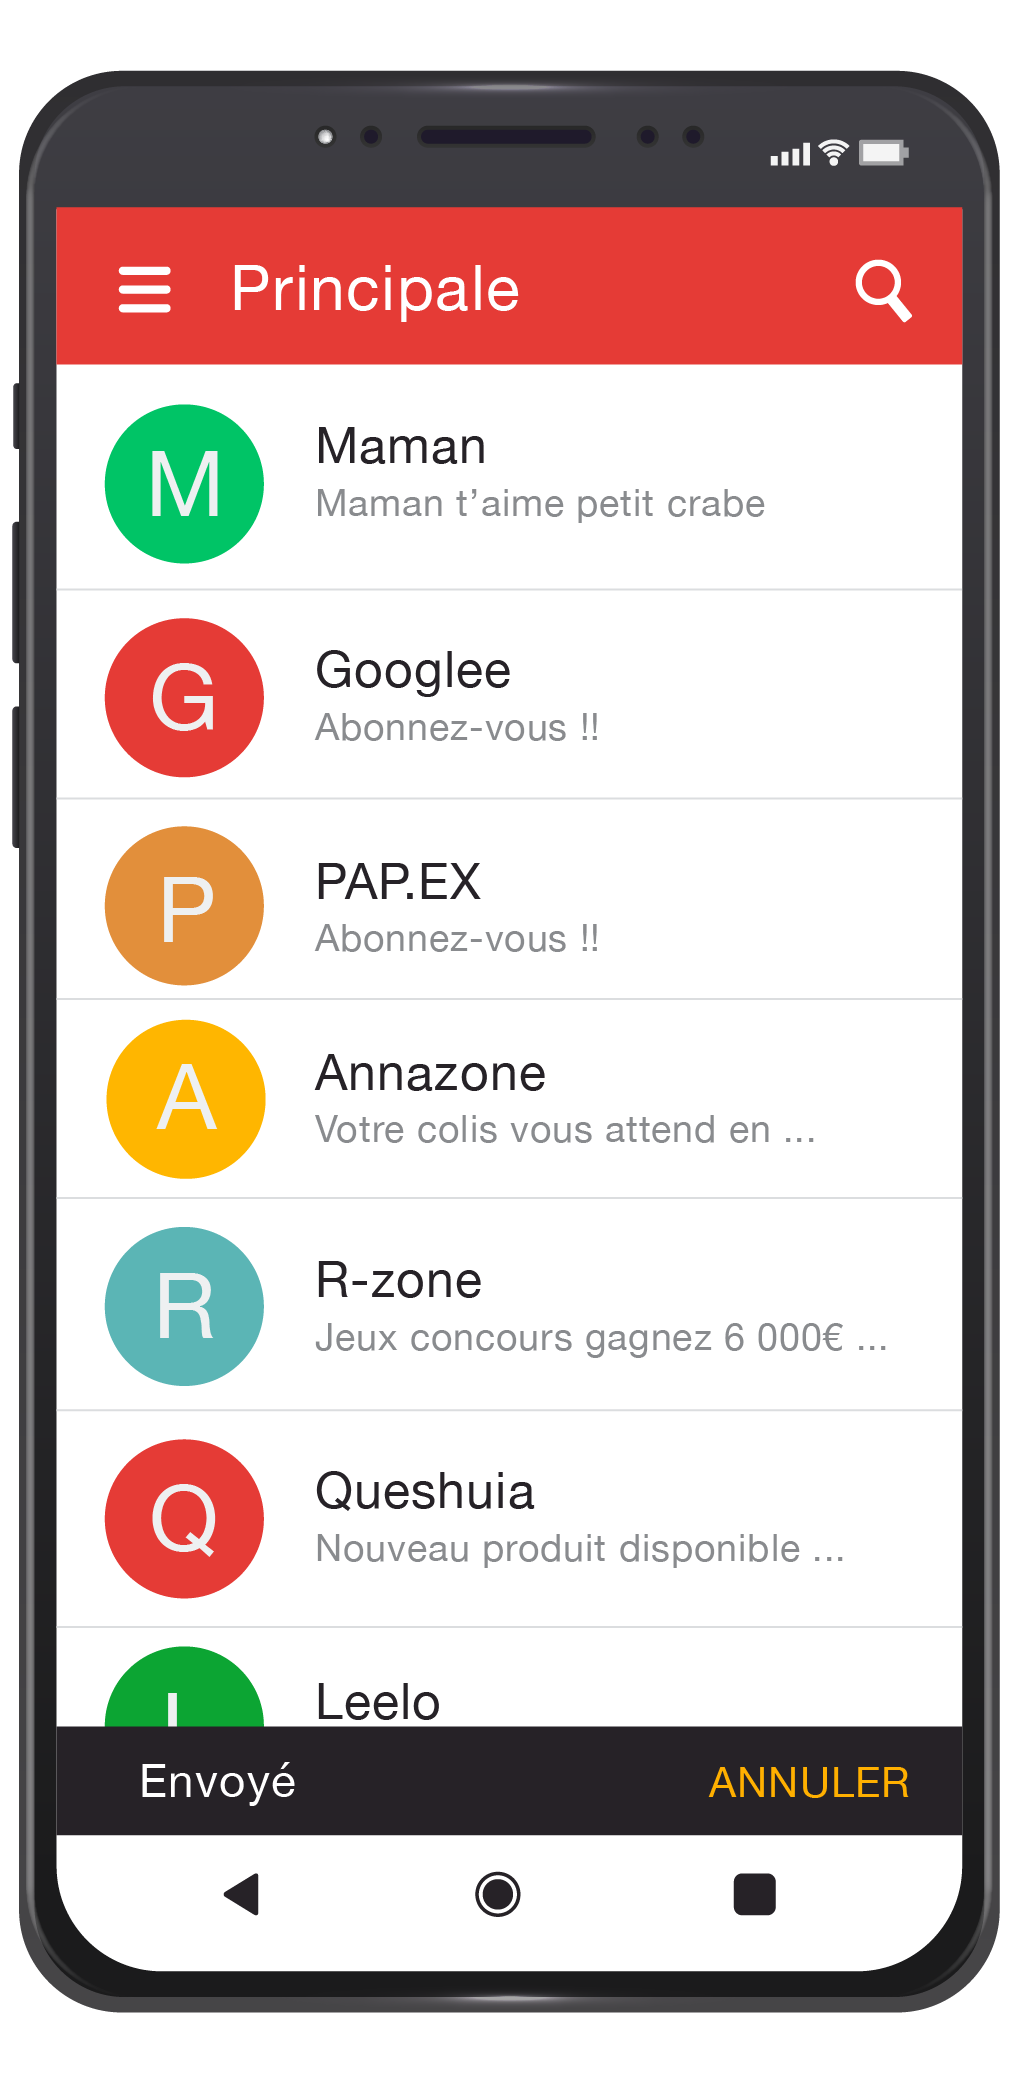 Principale
M
Maman
Maman t’aime petit crabe
G
Googlee
Abonnez-vous !!
P
PAP.EX
Abonnez-vous !!
A
Annazone
Votre colis vous attend en ...
R
R-zone
Jeux concours gagnez 6 000€ ...
Q
Queshuia
Nouveau produit disponible ...
L
Leelo
Envoyé
ANNULER